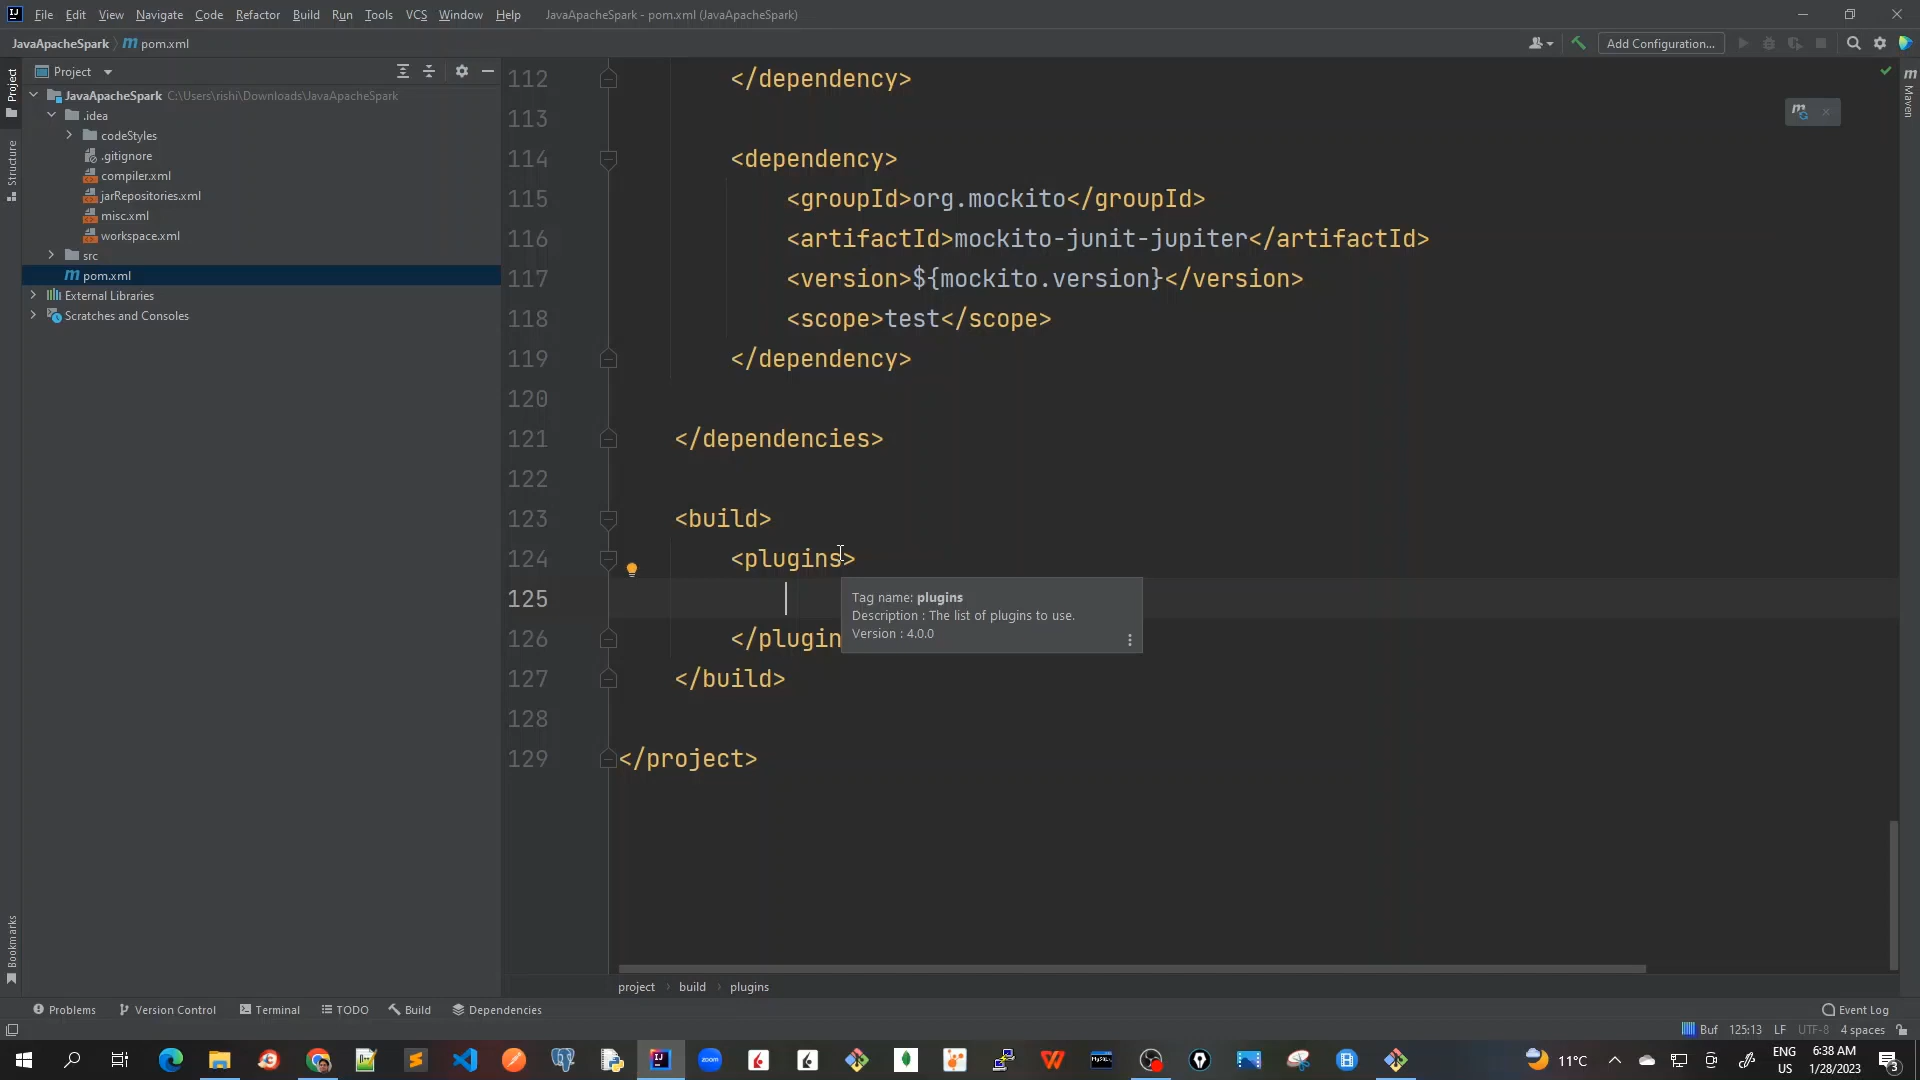 File Edit View Navigate Code Refactor Build Run Tools VCS Window Help JavaApacheSpark - pom.xml (JavaApacheSpark)
JavaApacheSpark m pom.xml
Add Configuration...
Project
JavaApacheSpark C:\Users\rishi\Downloads\JavaApacheSpark
.idea
codeStyles
.gitignore
compiler.xml
jarRepositories.xml
misc.xml
workspace.xml
src
m pom.xml
External Libraries
Scratches and Consoles
Project
Structure
Bookmarks
112 </dependency>
113
114 <dependency>
115 <groupId>org.mockito</groupId>
116 <artifactId>mockito-junit-jupiter</artifactId>
117 <version>${mockito.version}</version>
118 <scope>test</scope>
119 </dependency>
120
121 </dependencies>
122
123 <build>
124 <plugins>
125
126 </plugin
127 </build>
128
129 </project>
Tag name: plugins
Description : The list of plugins to use.
Version : 4.0.0
m
Maven
project build plugins
Problems Version Control Terminal TODO Build Dependencies Event Log
Buf 125:13 LF UTF-8 4 spaces
11°C ENG US 6:38 AM 1/28/2023 3